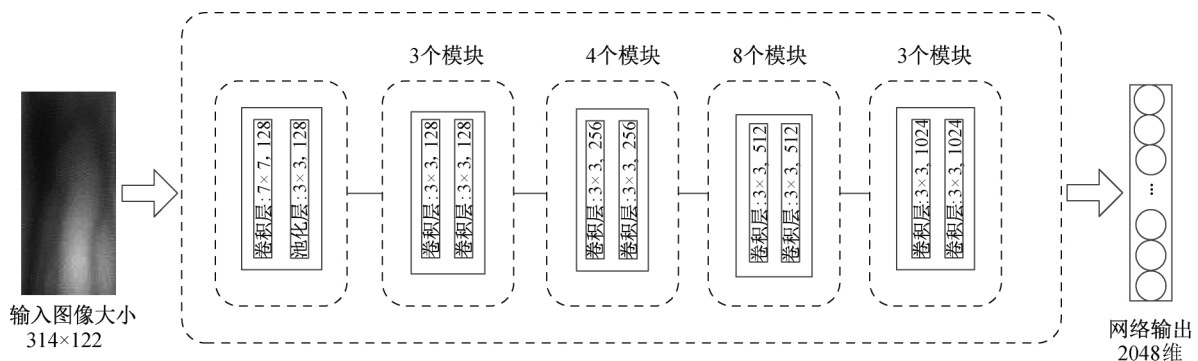 3个模块
4个模块
8个模块
3个模块
卷积层:7×7, 128
池化层:3×3, 128
卷积层:3×3, 128
卷积层:3×3, 128
卷积层:3×3, 256
卷积层:3×3, 256
卷积层:3×3, 512
卷积层:3×3, 512
卷积层:3×3, 1024
卷积层:3×3, 1024
...
输入图像大小
314×122
网络输出
2048维